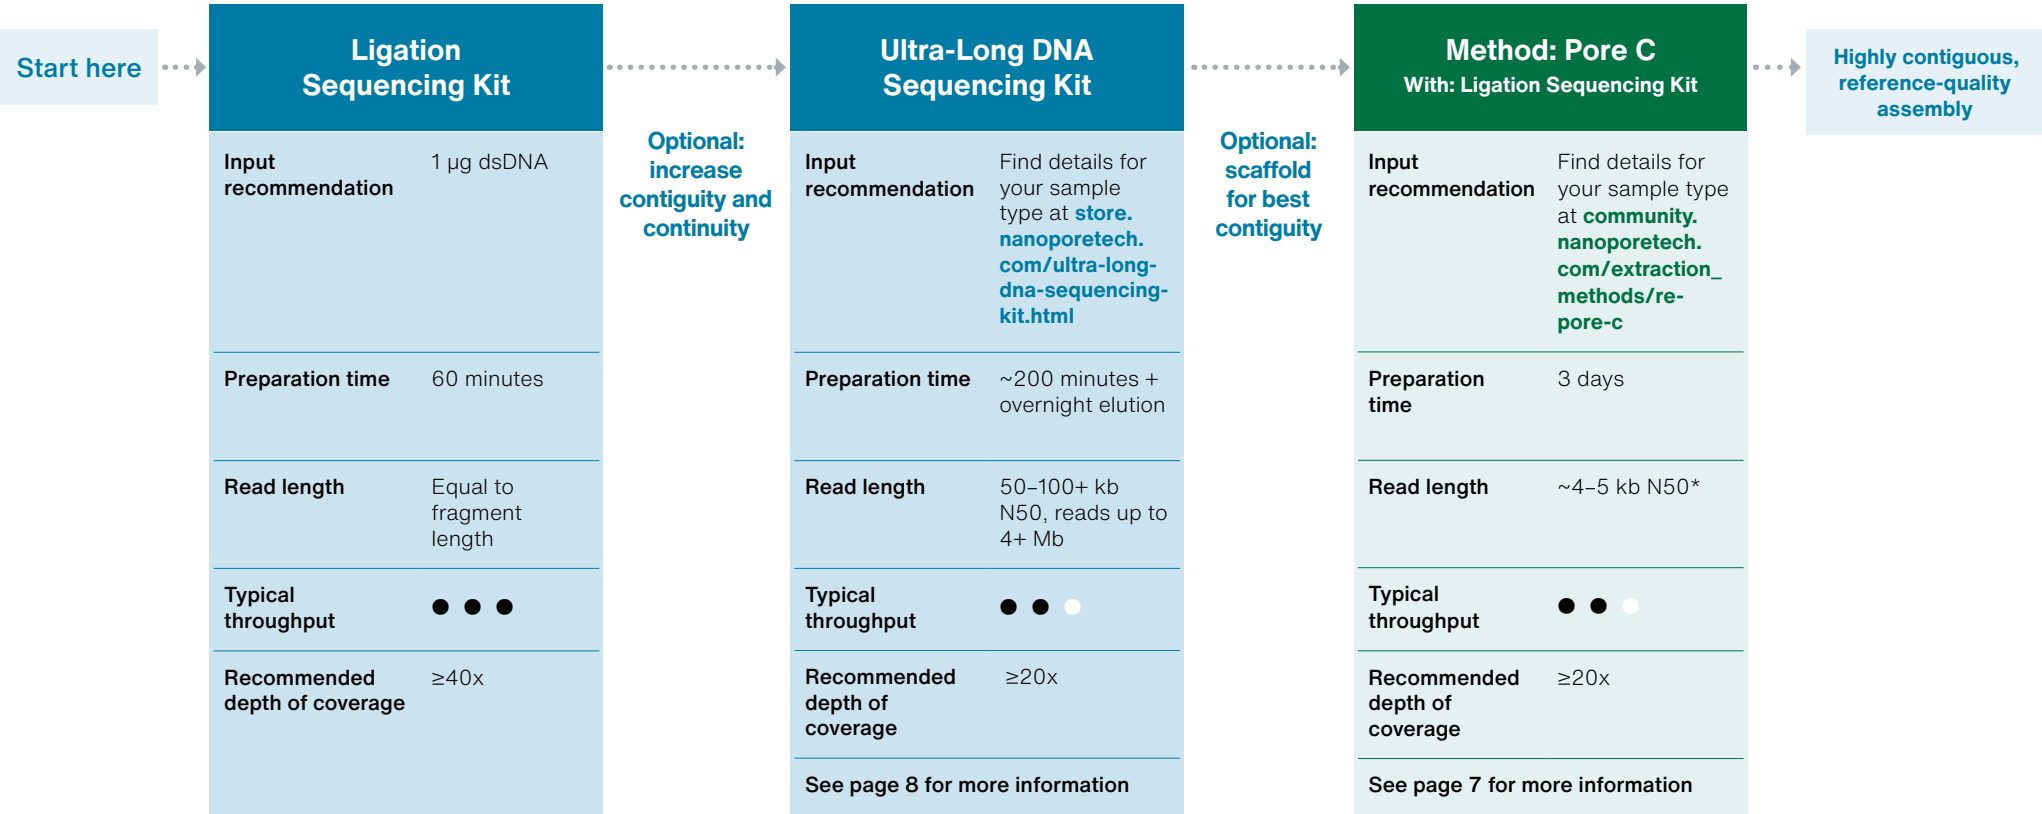 Start here
Ligation
Sequencing Kit
Input
recommendation
1 µg dsDNA
Preparation time
60 minutes
Read length
Equal to
fragment
length
Typical
throughput
Recommended
depth of coverage
≥40x
Optional:
increase
contiguity and
continuity
Ultra-Long DNA
Sequencing Kit
Input
recommendation
Find details for
your sample
type at store.
nanoporetech.
com/ultra-long-
dna-sequencing-
kit.html
Preparation time
~200 minutes +
overnight elution
Read length
50–100+ kb
N50, reads up to
4+ Mb
Typical
throughput
Recommended
depth of
coverage
≥20x
See page 8 for more information
Optional:
scaffold
for best
contiguity
Method: Pore C
With: Ligation Sequencing Kit
Input
recommendation
Find details for
your sample type
at community.
nanoporetech.
com/extraction_
methods/re-
pore-c
Preparation
time
3 days
Read length
~4–5 kb N50*
Typical
throughput
Recommended
depth of
coverage
≥20x
See page 7 for more information
Highly contiguous,
reference-quality
assembly